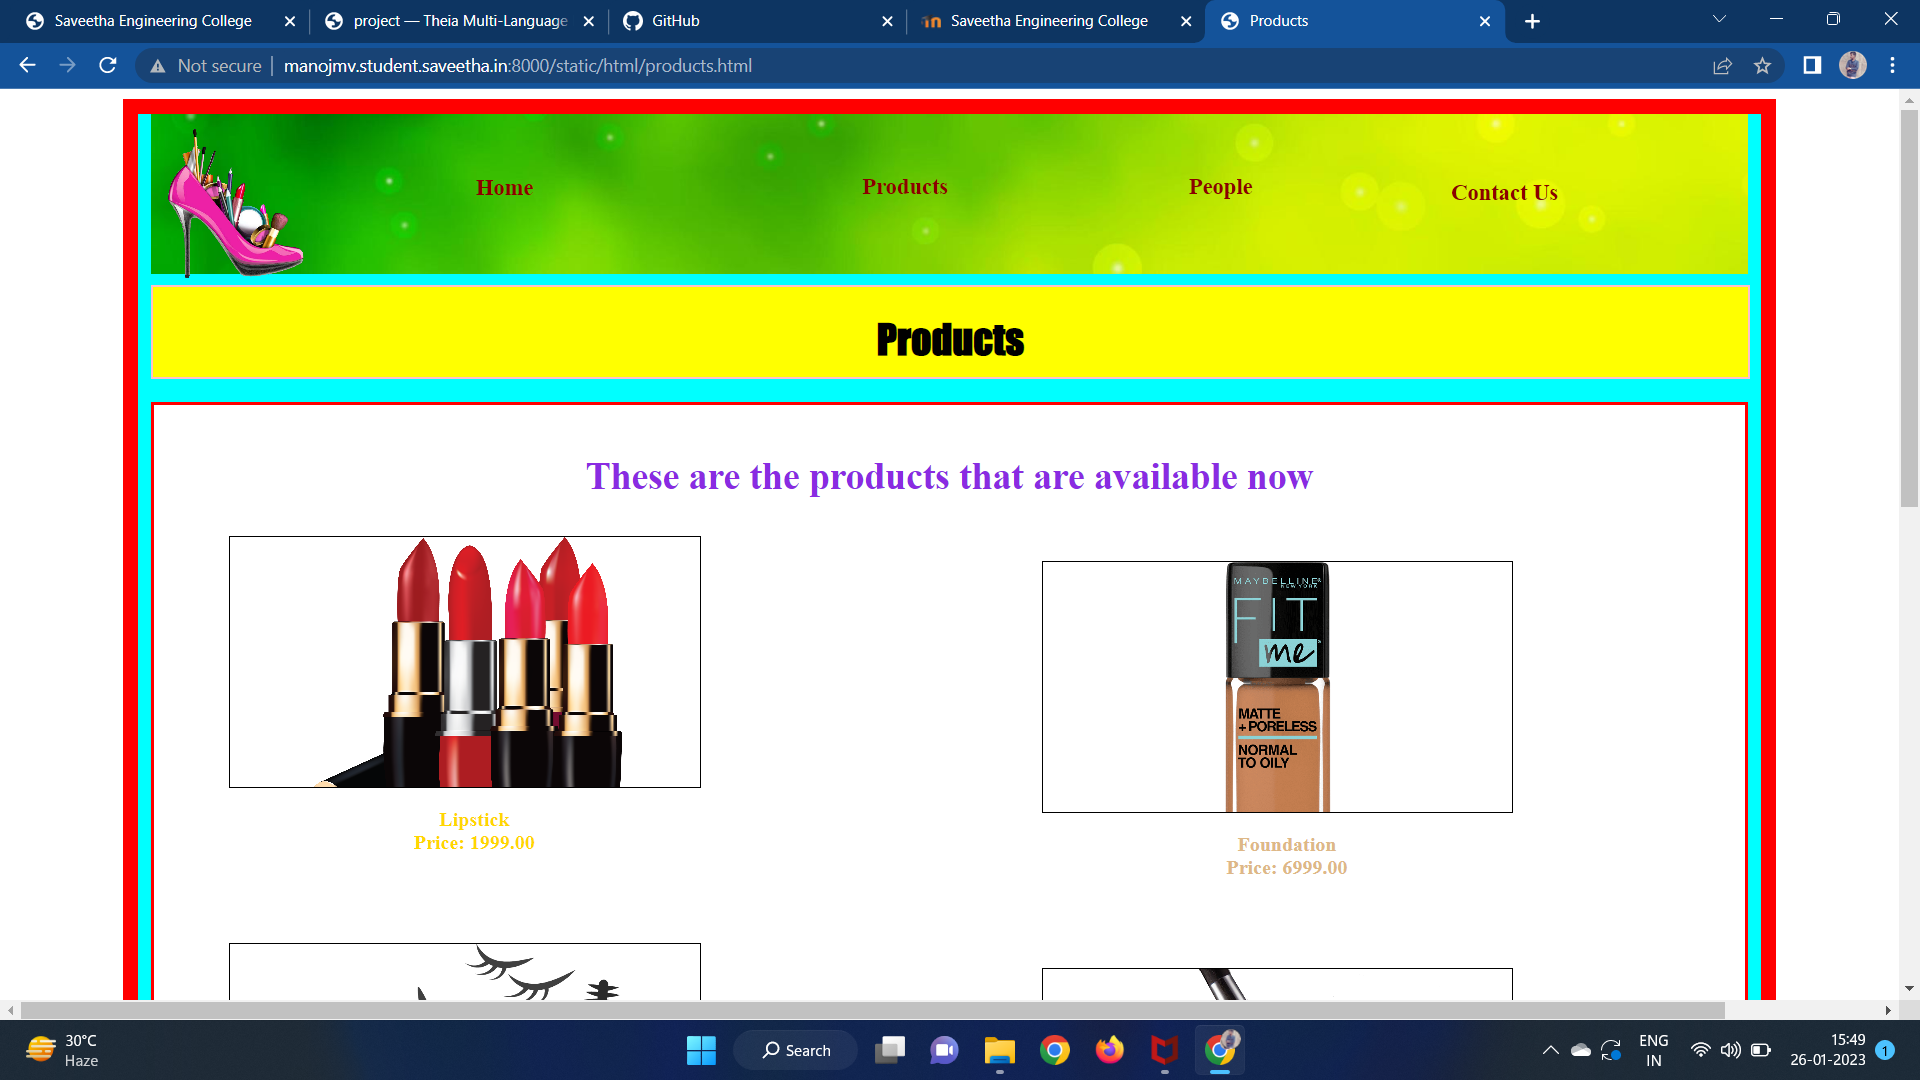 Saveetha Engineering College
project — Theia Multi-Language
GitHub
Saveetha Engineering College
Products
Not secure
manojmv.student.saveetha.in:8000/static/html/products.html
Home
Products
People
Contact Us
Products
These are the products that are available now
MAYBELLINE
NEW YORK
FIT
me
MATTE
+ PORELESS
NORMAL
TO OILY
Lipstick
Price: 1999.00
Foundation
Price: 6999.00
30°C
Haze
Search
ENG
IN
15:49
26-01-2023
1